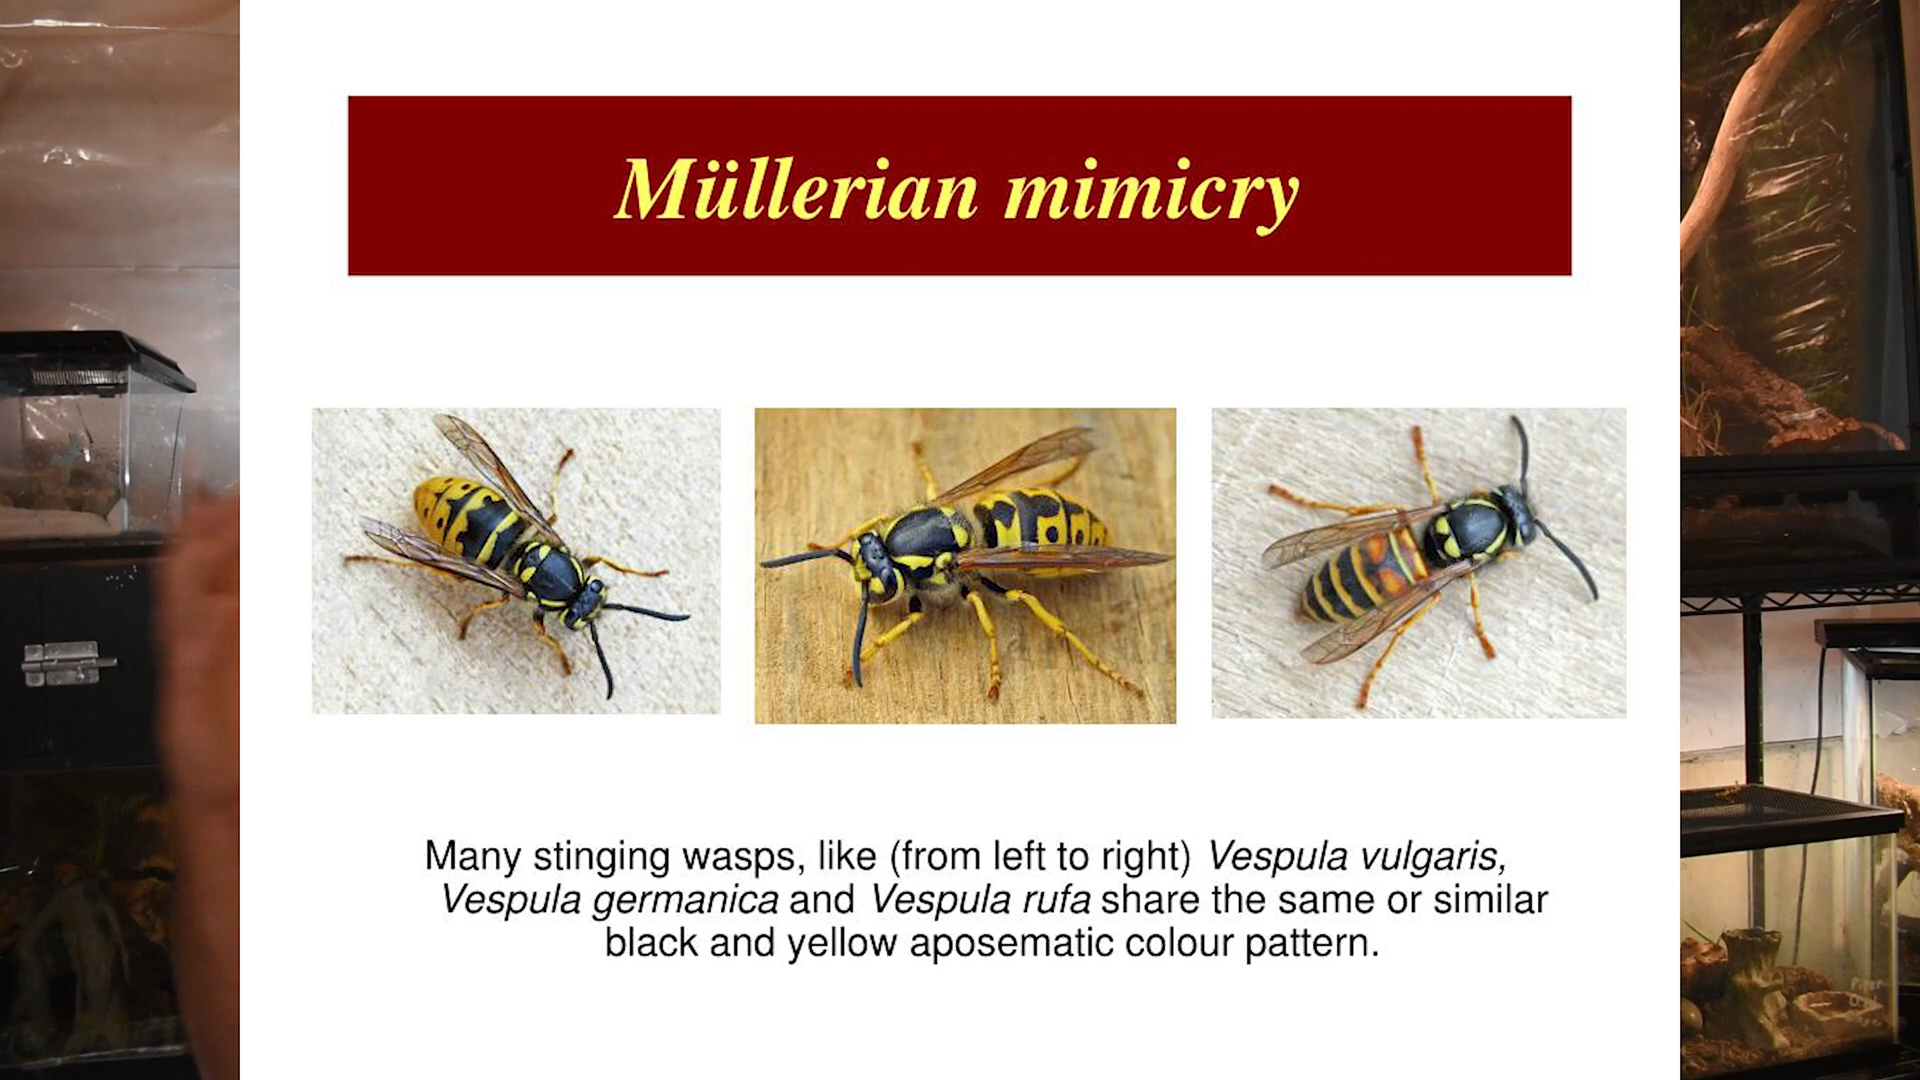 Müllerian mimicry
Many stinging wasps, like (from left to right) Vespula vulgaris,
Vespula germanica and Vespula rufa share the same or similar
black and yellow aposematic colour pattern.